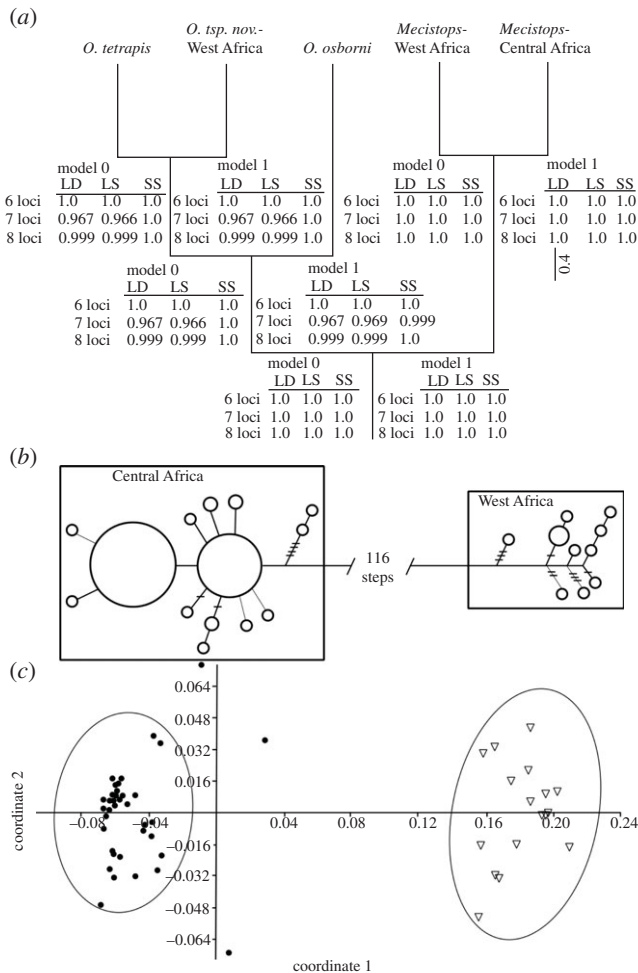 (a)
O. tsp. nov.- Mecistops- Mecistops-
O. tetrapis West Africa O. osborni West Africa Central Africa
model 0 model 1 model 0 model 1
LD LS SS LD LS SS LD LS SS LD LS SS
6 loci 1.0 1.0 1.0 6 loci 1.0 1.0 1.0 6 loci 1.0 1.0 1.0 6 loci 1.0 1.0 1.0
7 loci 0.967 0.966 1.0 7 loci 0.967 0.966 1.0 7 loci 1.0 1.0 1.0 7 loci 1.0 1.0 1.0
8 loci 0.999 0.999 1.0 8 loci 0.999 0.999 1.0 8 loci 1.0 1.0 1.0 8 loci 1.0 1.0 1.0
0.4
model 0 model 1
LD LS SS LD LS SS
6 loci 1.0 1.0 1.0 6 loci 1.0 1.0 1.0
7 loci 0.967 0.966 1.0 7 loci 0.967 0.969 0.999
8 loci 0.999 0.999 1.0 8 loci 0.999 0.999 1.0
model 0 model 1
LD LS SS LD LS SS
6 loci 1.0 1.0 1.0 6 loci 1.0 1.0 1.0
7 loci 1.0 1.0 1.0 7 loci 1.0 1.0 1.0
8 loci 1.0 1.0 1.0 8 loci 1.0 1.0 1.0
(b)
Central Africa
West Africa
116
steps
(c)
0.064
0.048
0.032
0.016
−0.08 −0.04 0.04 0.08 0.12 0.16 0.20 0.24
−0.016
−0.032
−0.048
−0.064
coordinate 2
coordinate 1